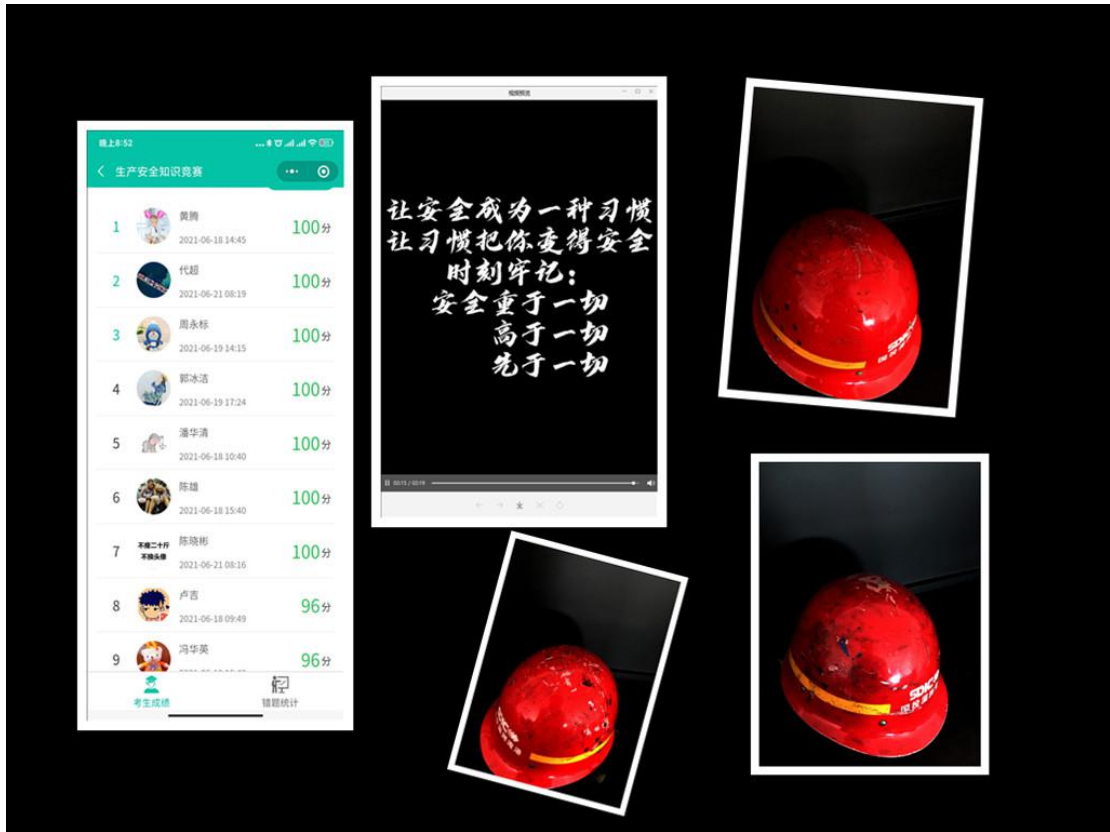 晚上8:52
生产安全知识竞赛
1
黄腾
2021-06-18 14:45
100分
2
代超
2021-06-21 08:19
100分
3
周永标
2021-06-19 14:15
100分
4
郭冰洁
2021-06-19 17:24
100分
5
潘华清
2021-06-18 10:40
100分
6
陈雄
2021-06-18 15:40
100分
7
不瘦二十斤
不换头像
陈晓彬
2021-06-21 08:16
100分
8
卢吉
2021-06-18 09:49
96分
9
冯华英
96分
考生成绩
错题统计
视频预览
让安全成为一种习惯
让习惯把你变得安全
时刻牢记：
安全重于一切
高于一切
先于一切
02:15 / 02:19
SDIC
SDIC